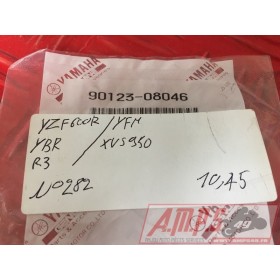 YAMAHA
90123-08046
YZF600R/YFM
YBR / XVS950
R3
N0282 10,45